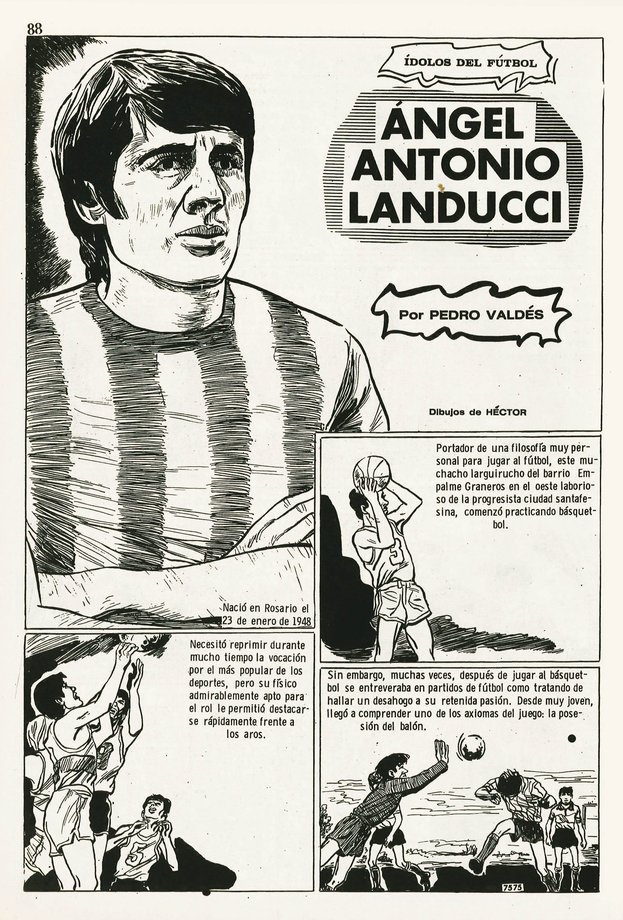 88
ÍDOLOS DEL FÚTBOL
ÁNGEL
ANTONIO
LANDUCCI
Por PEDRO VALDÉS
Dibujos de HÉCTOR
Nació en Rosario el
23 de enero de 1948
Portador de una filosofía muy per-
sonal para jugar al fútbol, este mu-
chacho larguirucho del barrio Em-
palme Graneros en el oeste laborio-
so de la progresista ciudad santafe-
sina, comenzó practicando básquet-
bol.
Necesitó reprimir durante
mucho tiempo la vocación
por el más popular de los
deportes, pero su físico
admirablemente apto para
el rol le permitió destacar-
se rápidamente frente a
los aros.
Sin embargo, muchas veces, después de jugar al básquet-
bol se entreveraba en partidos de fútbol como tratando de
hallar un desahogo a su retenida pasión. Desde muy joven,
llegó a comprender uno de los axiomas del juego: la pose-
sión del balón.
5
5
7575